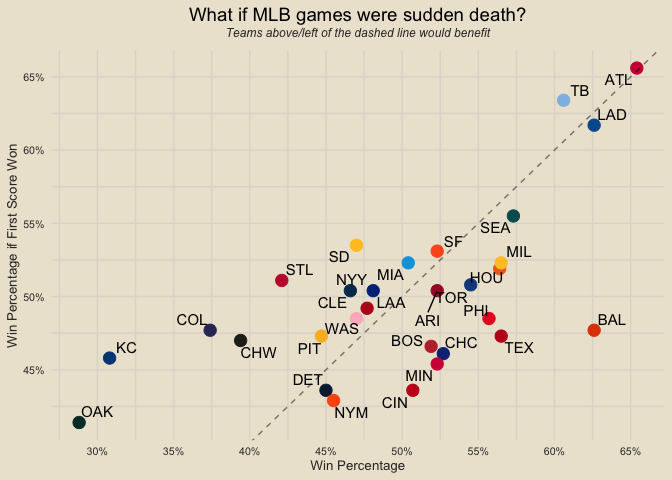 What if MLB games were sudden death?
Teams above/left of the dashed line would benefit
Win Percentage if First Score Won
65%
60%
55%
50%
45%
ATL
TB
LAD
SEA
SF
MIL
SD
STL
MIA
NYY
HOU
TOR
CLE
LAA
ARI
PHI
COL
WAS
BAL
CHW
PIT
BOS
CHC
TEX
KC
MIN
DET
CIN
NYM
OAK
30%
35%
40%
45%
50%
55%
60%
65%
Win Percentage